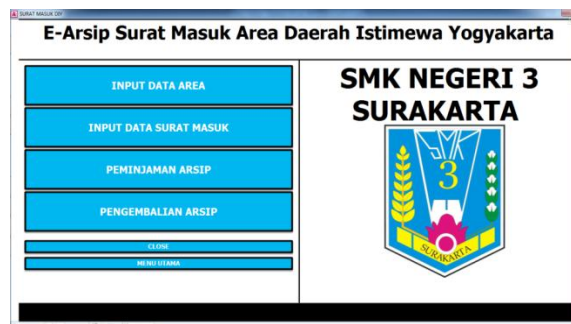 SURAT MASUK DIY
E-Arsip Surat Masuk Area Daerah Istimewa Yogyakarta
INPUT DATA AREA
INPUT DATA SURAT MASUK
PEMINJAMAN ARSIP
PENGEMBALIAN ARSIP
CLOSE
MENU UTAMA
SMK NEGERI 3
SURAKARTA
SMK
3
SURAKARTA